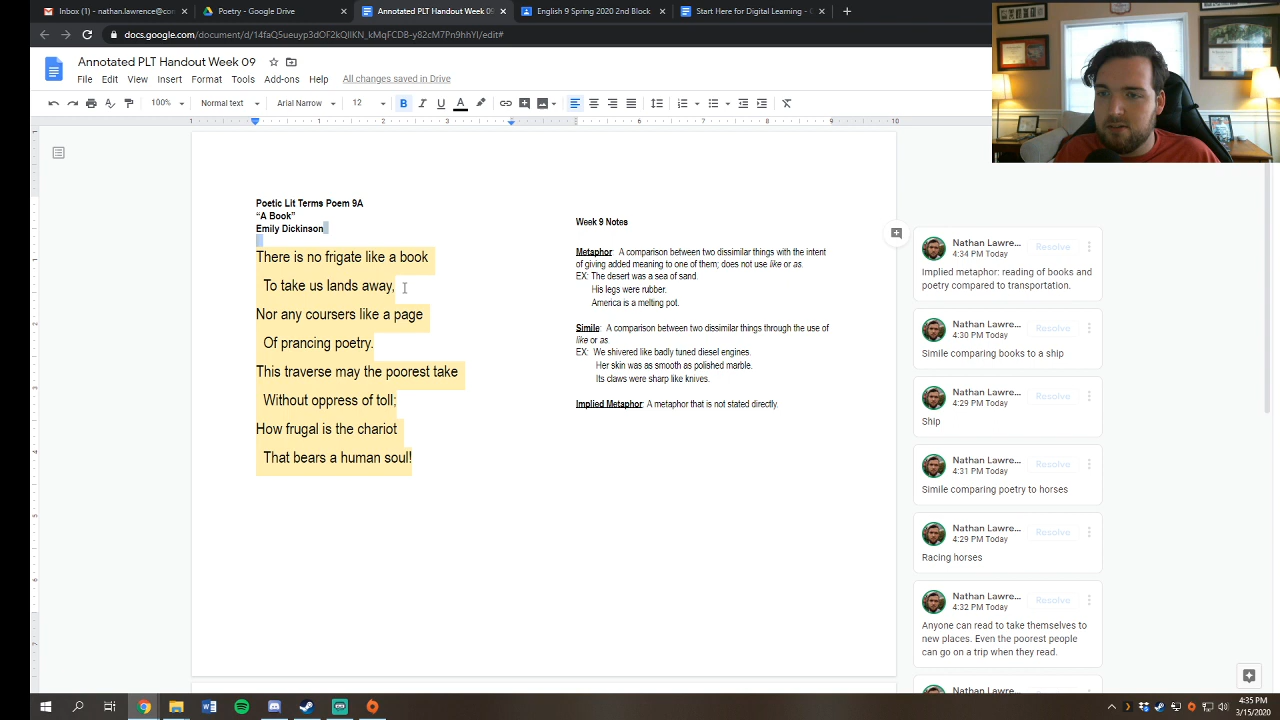 Inbox (1) - nathan.lawrence@cc
Poetry - Google Drive
Annotated PLT Handout Week 09
English 9 Spring 2020 2nd Block
Start Here for Digital Learning -
Annotated PLT Handout Week 09
File Edit View Insert Format Tools Add-ons Help
All changes saved in Drive
100%
Normal text
Arial Narrow
12
B I U A
Poetic Lit Terms Poem 9A
“A Book”
Emily Dickinson
There is no frigate like a book
To take us lands away,
Nor any coursers like a page
Of prancing poetry.
This traverse may the poorest take
Without oppress of toll;
How frugal is the chariot
That bears a human soul!
Week 9 Notes
Metaphor: A comparison between two dissimilar things with the intent
of giving added meaning to one of them; does not use like or as.
EX: The desert was a sea of sand.
His legs were rubber.
America is a melting pot.
Simile: A comparison between two dissimilar things through the use of
like or as.
EX: We shivered like badly tuned diesel engines.
Her skin was as smooth as polished marble.
Its claws were sharp like knives.
Implied Metaphor: A metaphor that is not stated directly.
Nathan Lawre...
Resolve
4:34 PM Today
Implied metaphor: reading of books and
poetry compared to transportation.
Nathan Lawre...
Resolve
4:30 PM Today
Simile comparing books to a ship
Nathan Lawre...
Resolve
4:29 PM Today
Ship
Nathan Lawre...
Resolve
4:31 PM Today
Simile comparing poetry to horses
Nathan Lawre...
Resolve
4:29 PM Today
Racing horses
Nathan Lawre...
Resolve
4:32 PM Today
Anyone can read to take themselves to
new places. Even the poorest people
can go on a trip when they read.
Nathan Lawre...
4:35 PM
3/15/2020